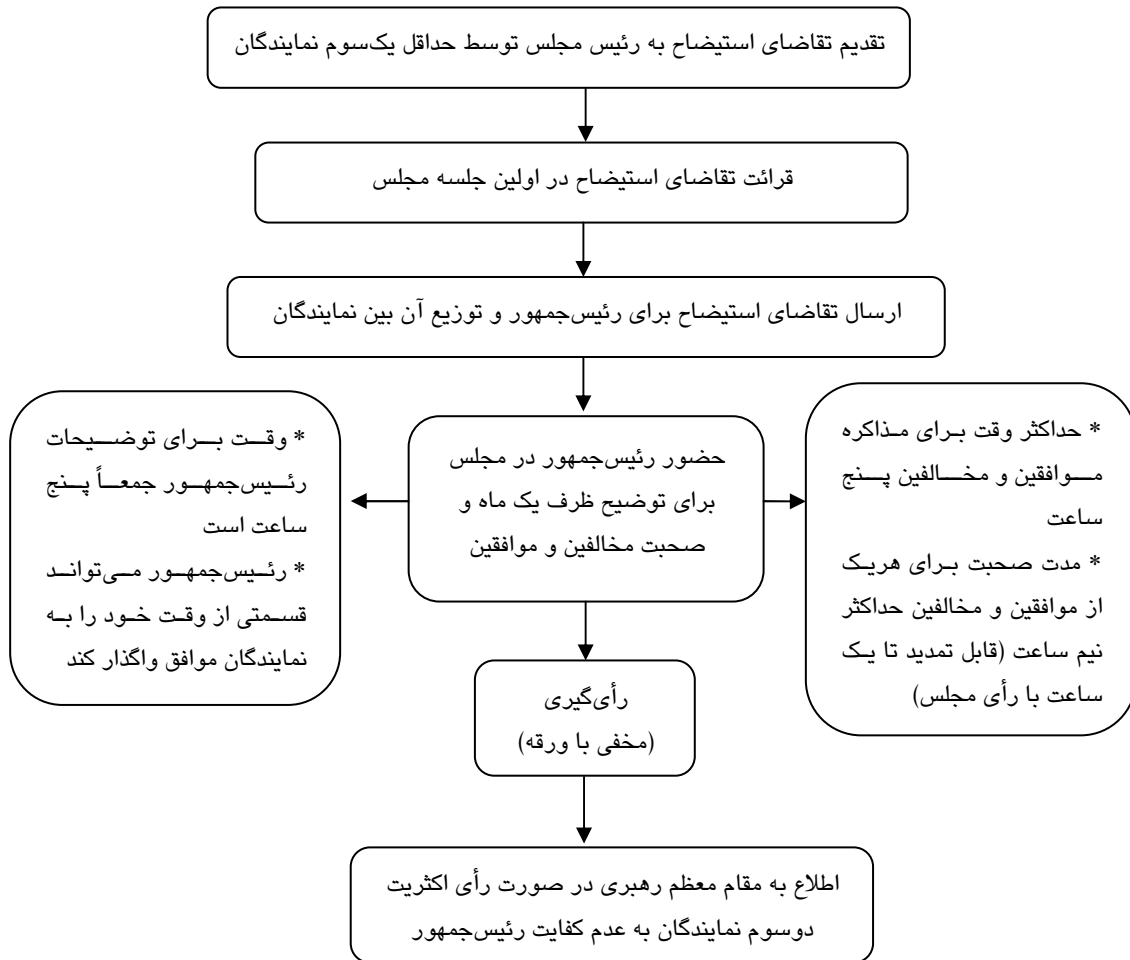 تقدیم تقاضای استیضاح به رئیس مجلس توسط حداقل یک‌سوم نمایندگان
قرائت تقاضای استیضاح در اولین جلسه مجلس
ارسال تقاضای استیضاح برای رئیس‌جمهور و توزیع آن بین نمایندگان
* حداکثر وقت برای مذاکره
موافقین و مخالفین پنج
ساعت
* مدت صحبت برای هریک
از موافقین و مخالفین حداکثر
نیم ساعت (قابل تمدید تا یک
ساعت با رأی مجلس)
حضور رئیس‌جمهور در مجلس
برای توضیح ظرف یک ماه و
صحبت مخالفین و موافقین
* وقت برای توضیحات
رئیس‌جمهور جمعاً پنج
ساعت است
* رئیس‌جمهور می‌تواند
قسمتی از وقت خود را به
نمایندگان موافق واگذار کند
رأی‌گیری
(مخفی با ورقه)
اطلاع به مقام معظم رهبری در صورت رأی اکثریت
دوسوم نمایندگان به عدم کفایت رئیس‌جمهور